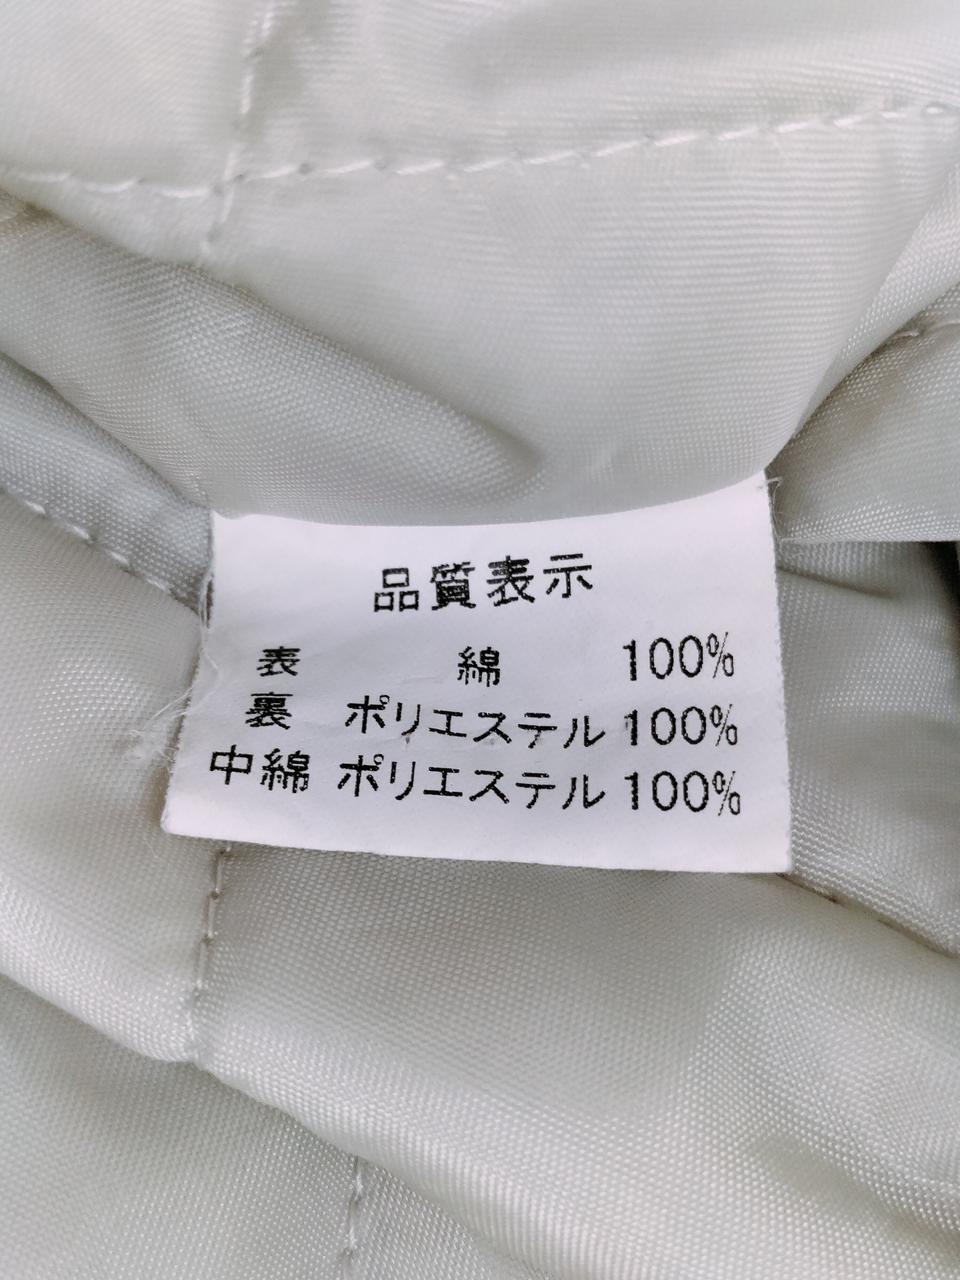 品質表示
表 綿 100%
裏 ポリエステル 100%
中綿 ポリエステル 100%